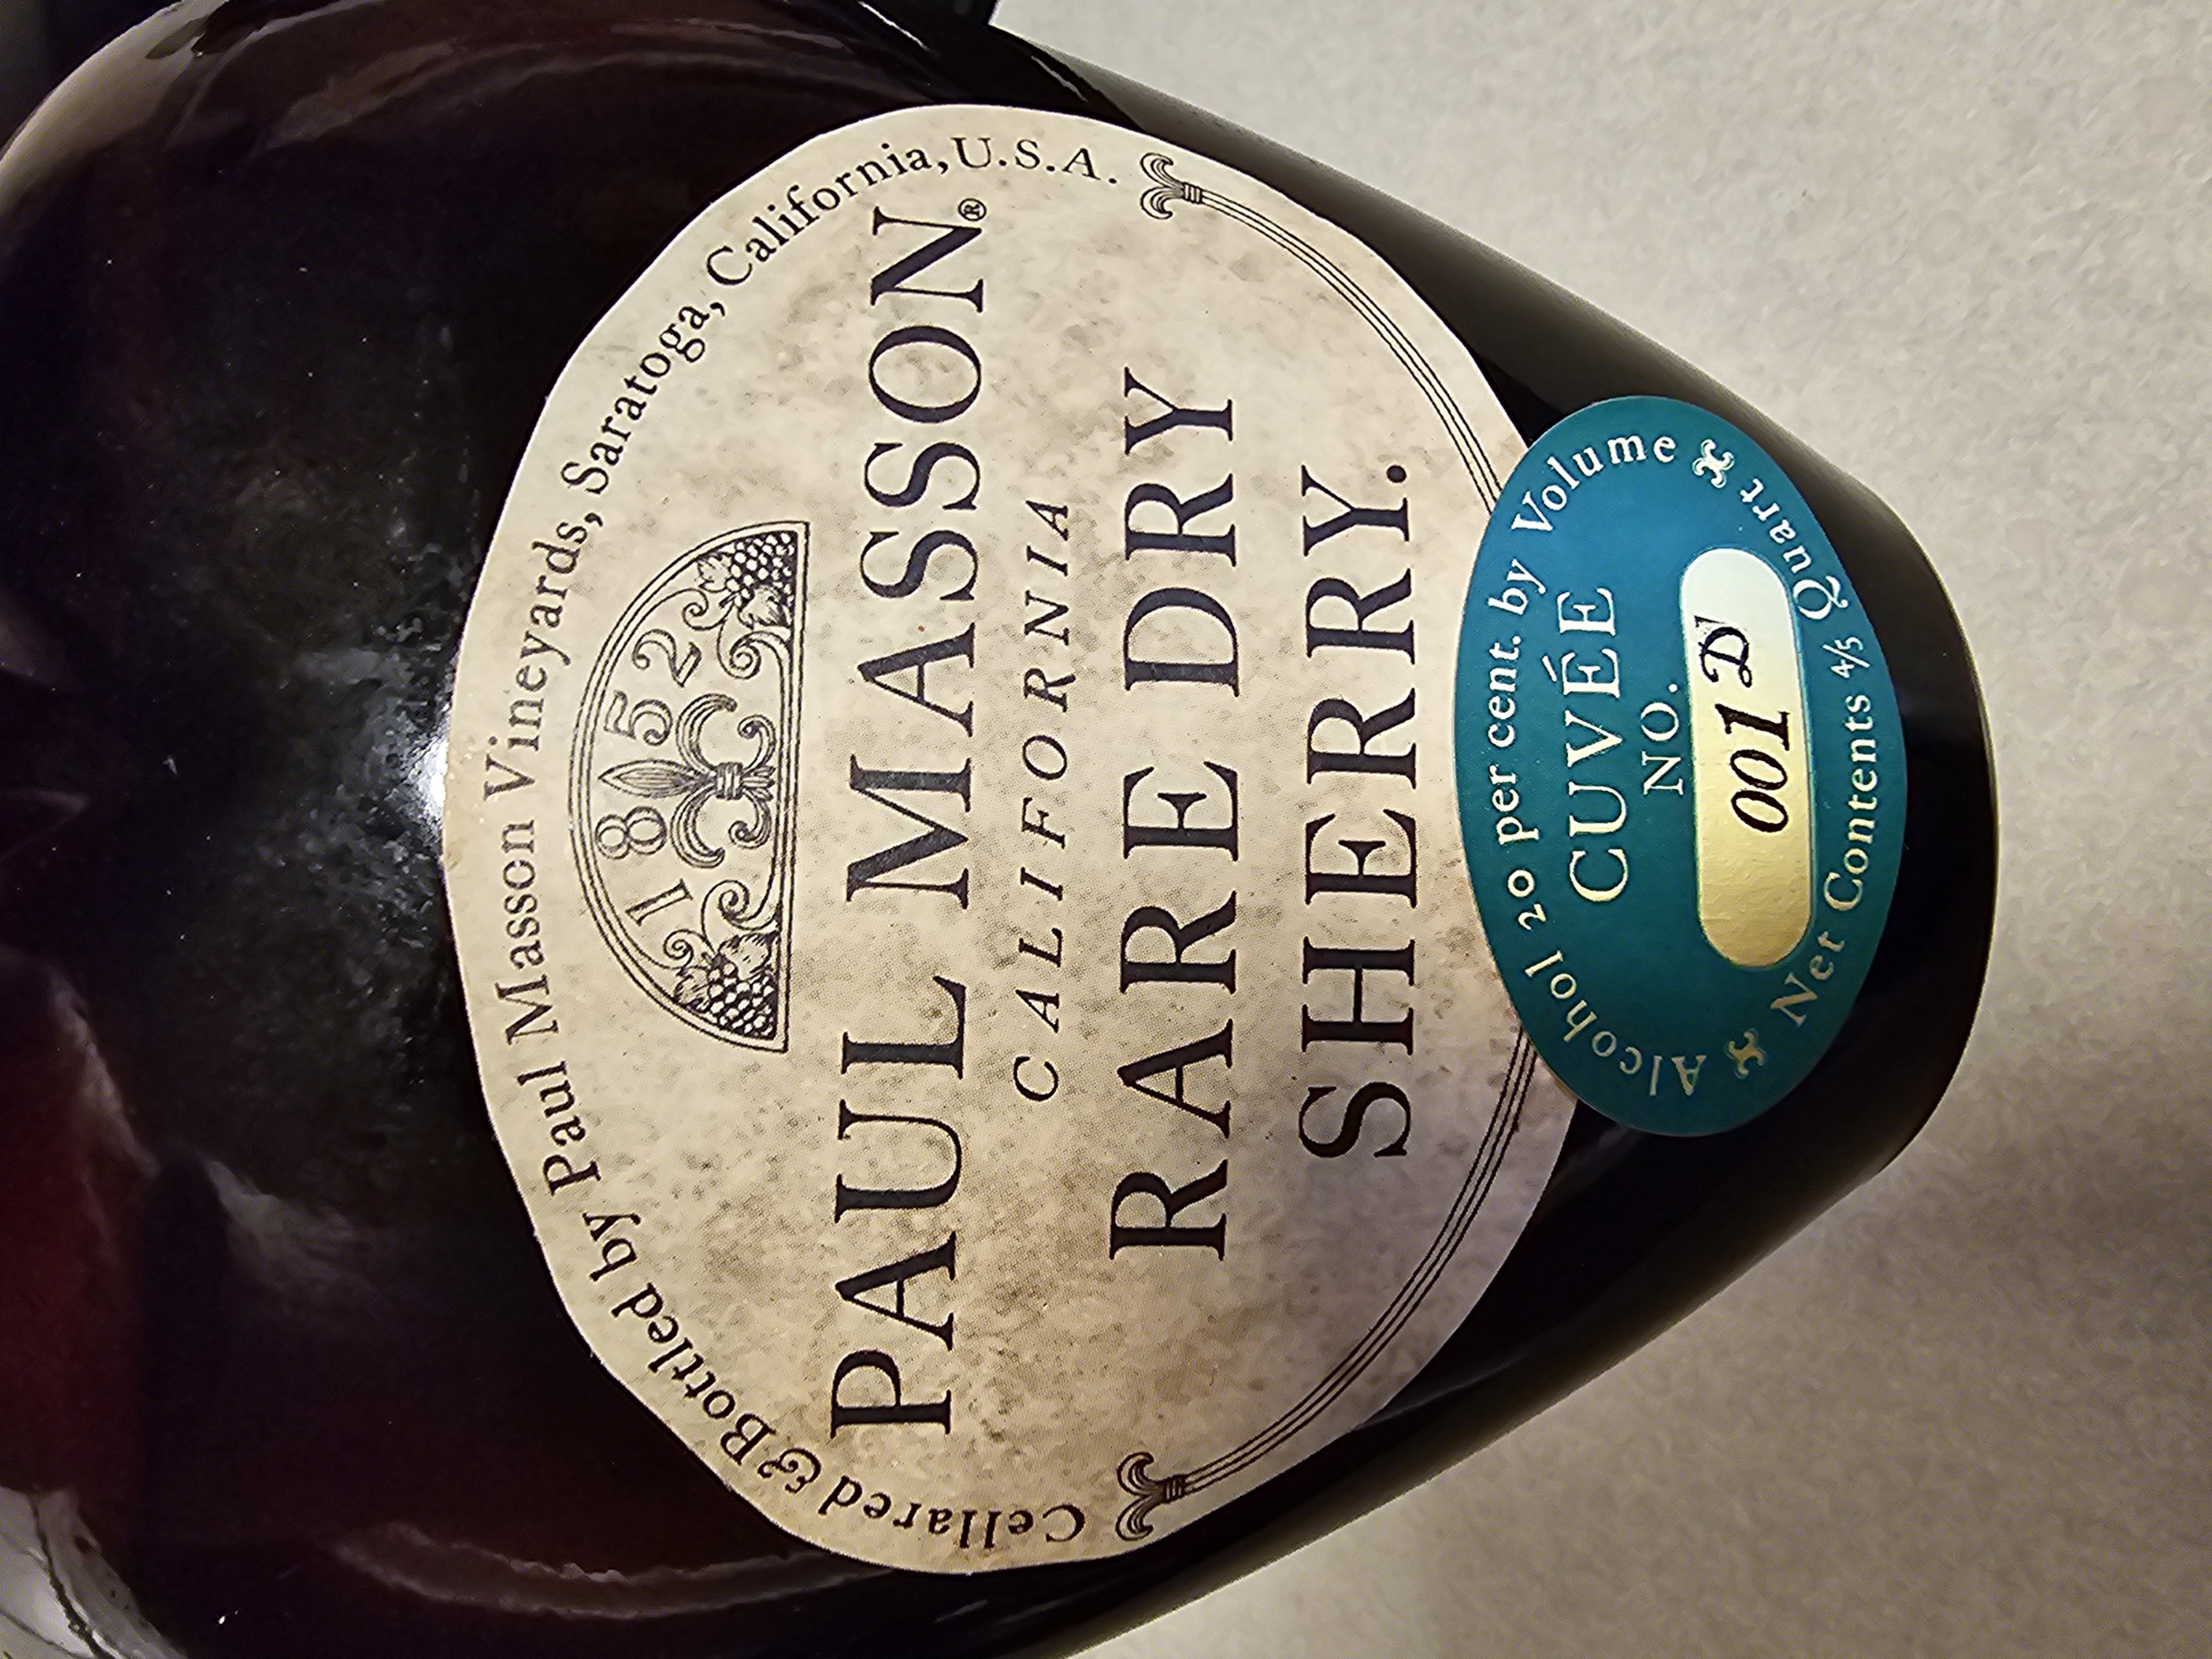 Cellared & Bottled by Paul Masson Vineyards, Saratoga, California, U.S.A.
1852
PAUL MASSON®
CALIFORNIA
RARE DRY
SHERRY.
Alcohol 20 per cent. by Volume
CUVÉE
NO.
001 D
Net Contents 4/5 Quart